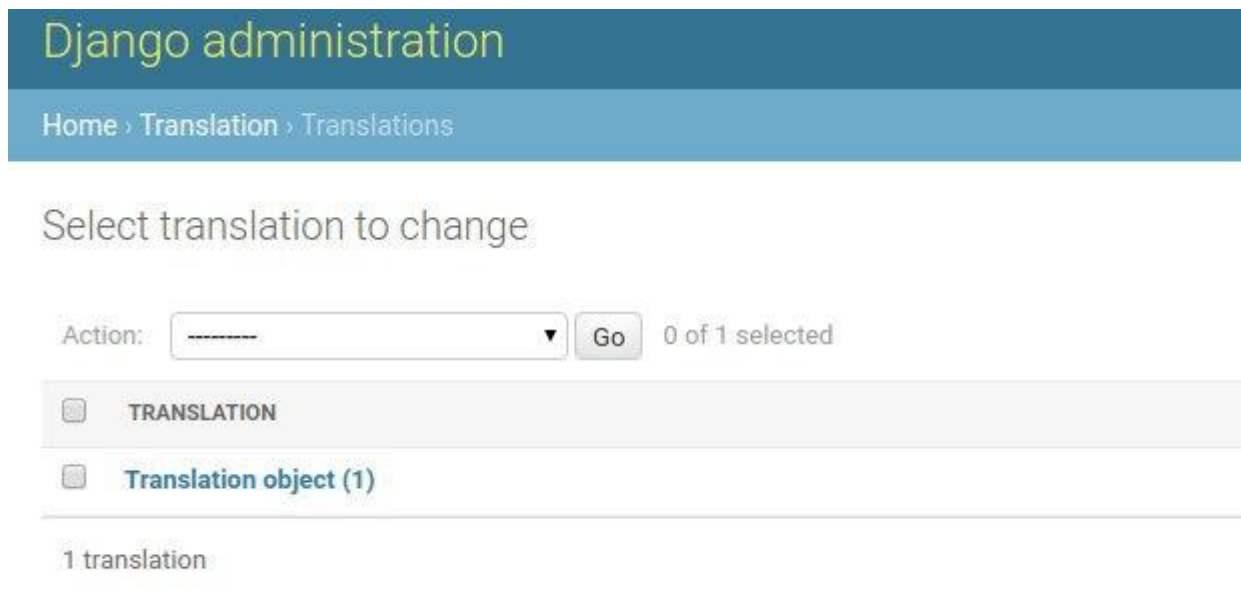 Django administration
Home › Translation › Translations
Select translation to change
Action: --------- Go 0 of 1 selected
TRANSLATION
Translation object (1)
1 translation